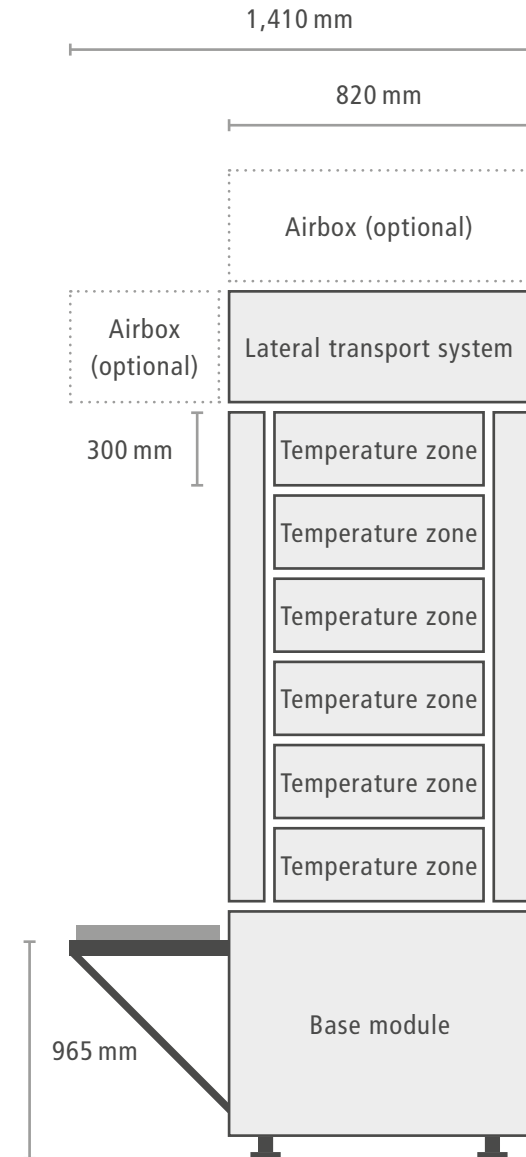 1,410 mm
820 mm
Airbox (optional)
Airbox
(optional)
Lateral transport system
300 mm
Temperature zone
Temperature zone
Temperature zone
Temperature zone
Temperature zone
Temperature zone
965 mm
Base module